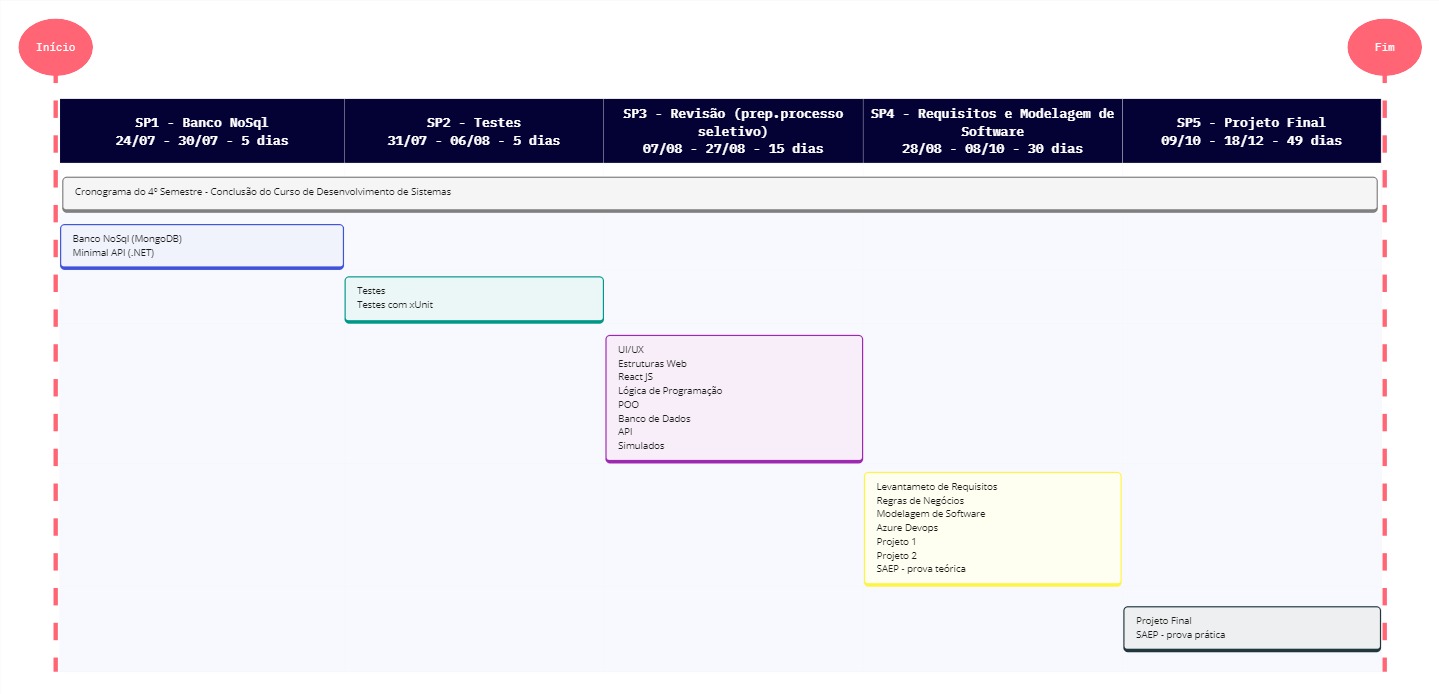 Início
Fim
SP1 - Banco NoSql
24/07 - 30/07 - 5 dias
SP2 - Testes
31/07 - 06/08 - 5 dias
SP3 - Revisão (prep.processo
seletivo)
07/08 - 27/08 - 15 dias
SP4 - Requisitos e Modelagem de
Software
28/08 - 08/10 - 30 dias
SP5 - Projeto Final
09/10 - 18/12 - 49 dias
Cronograma do 4º Semestre - Conclusão do Curso de Desenvolvimento de Sistemas
Banco NoSql (MongoDB)
Minimal API (.NET)
Testes
Testes com xUnit
UI/UX
Estruturas Web
React JS
Lógica de Programação
POO
Banco de Dados
API
Simulados
Levantameto de Requisitos
Regras de Negócios
Modelagem de Software
Azure Devops
Projeto 1
Projeto 2
SAEP - prova teórica
Projeto Final
SAEP - prova prática